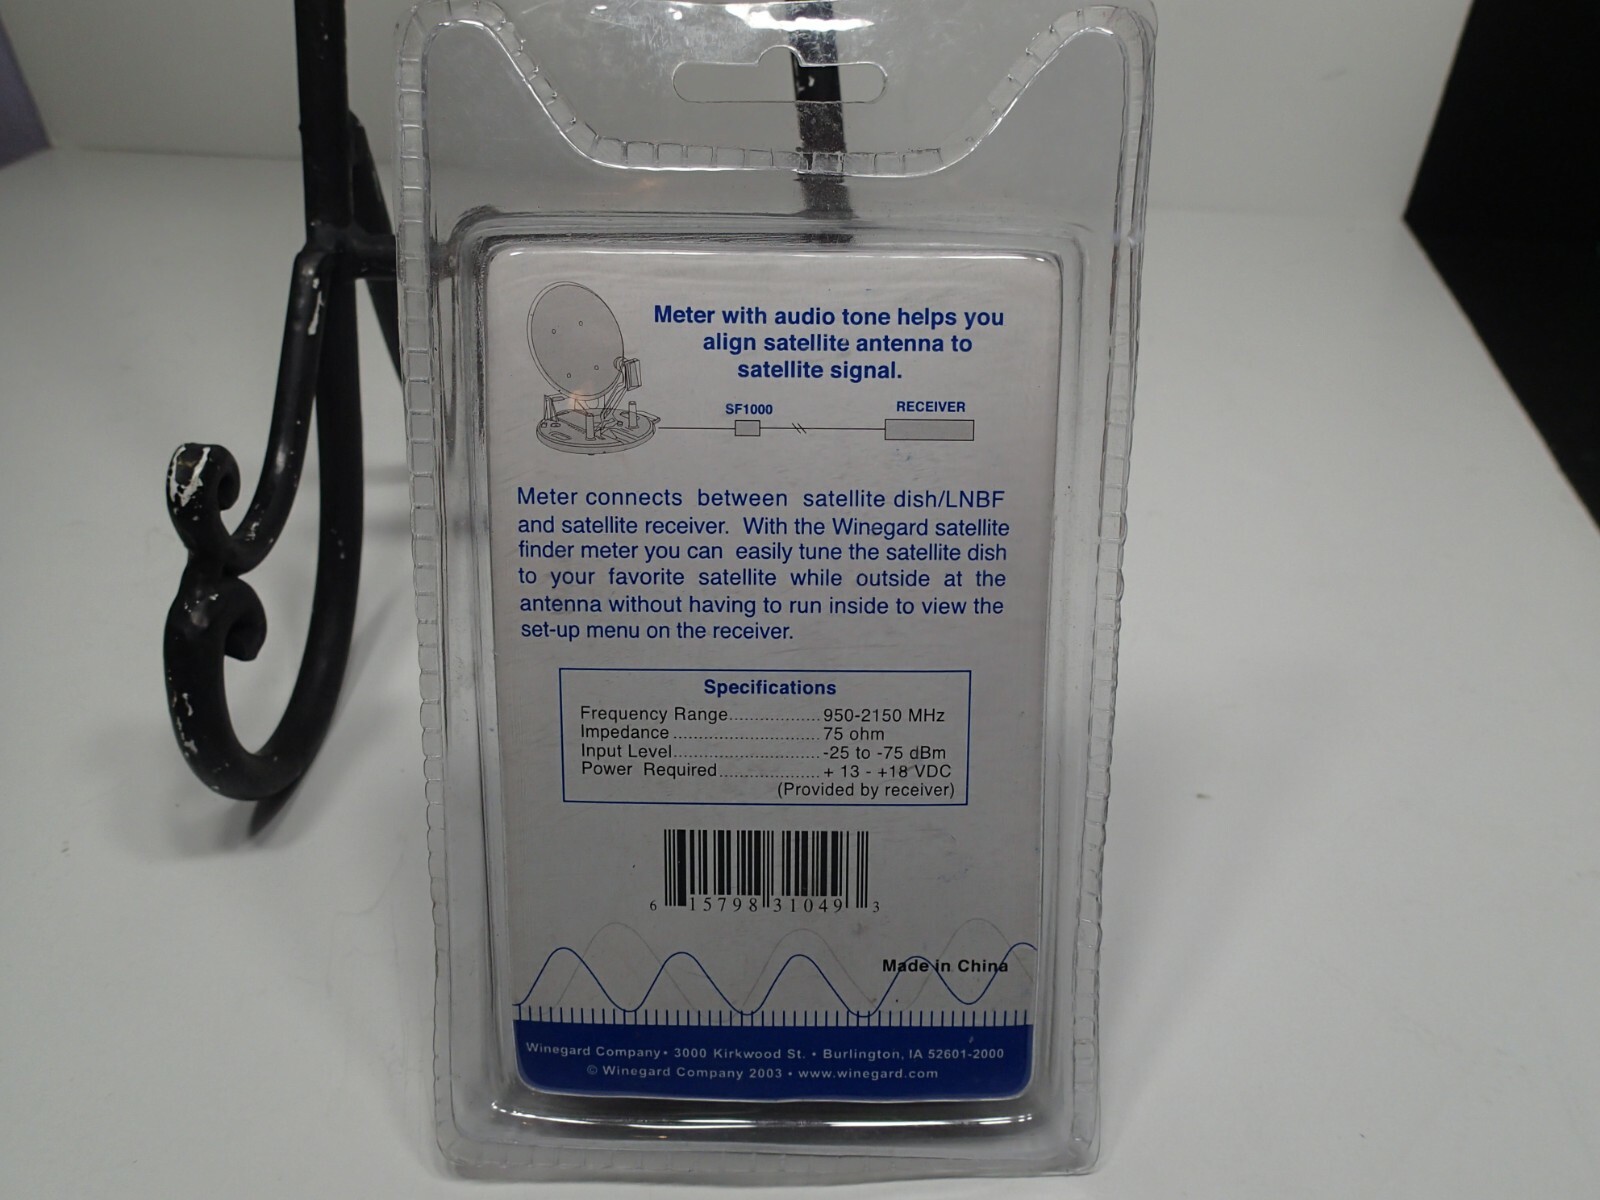 Meter with audio tone helps you
align satellite antenna to
satellite signal.
SF1000
RECEIVER
Meter connects between satellite dish/LNBF
and satellite receiver. With the Winegard satellite
finder meter you can easily tune the satellite dish
to your favorite satellite while outside at the
antenna without having to run inside to view the
set-up menu on the receiver.
Specifications
Frequency Range.................. 950-2150 MHz
Impedance ............................. 75 ohm
Input Level............................. -25 to -75 dBm
Power Required.................... + 13 - +18 VDC
(Provided by receiver)
6 15798 31049 3
Made in China
Winegard Company • 3000 Kirkwood St. • Burlington, IA 52601-2000
© Winegard Company 2003 • www.winegard.com